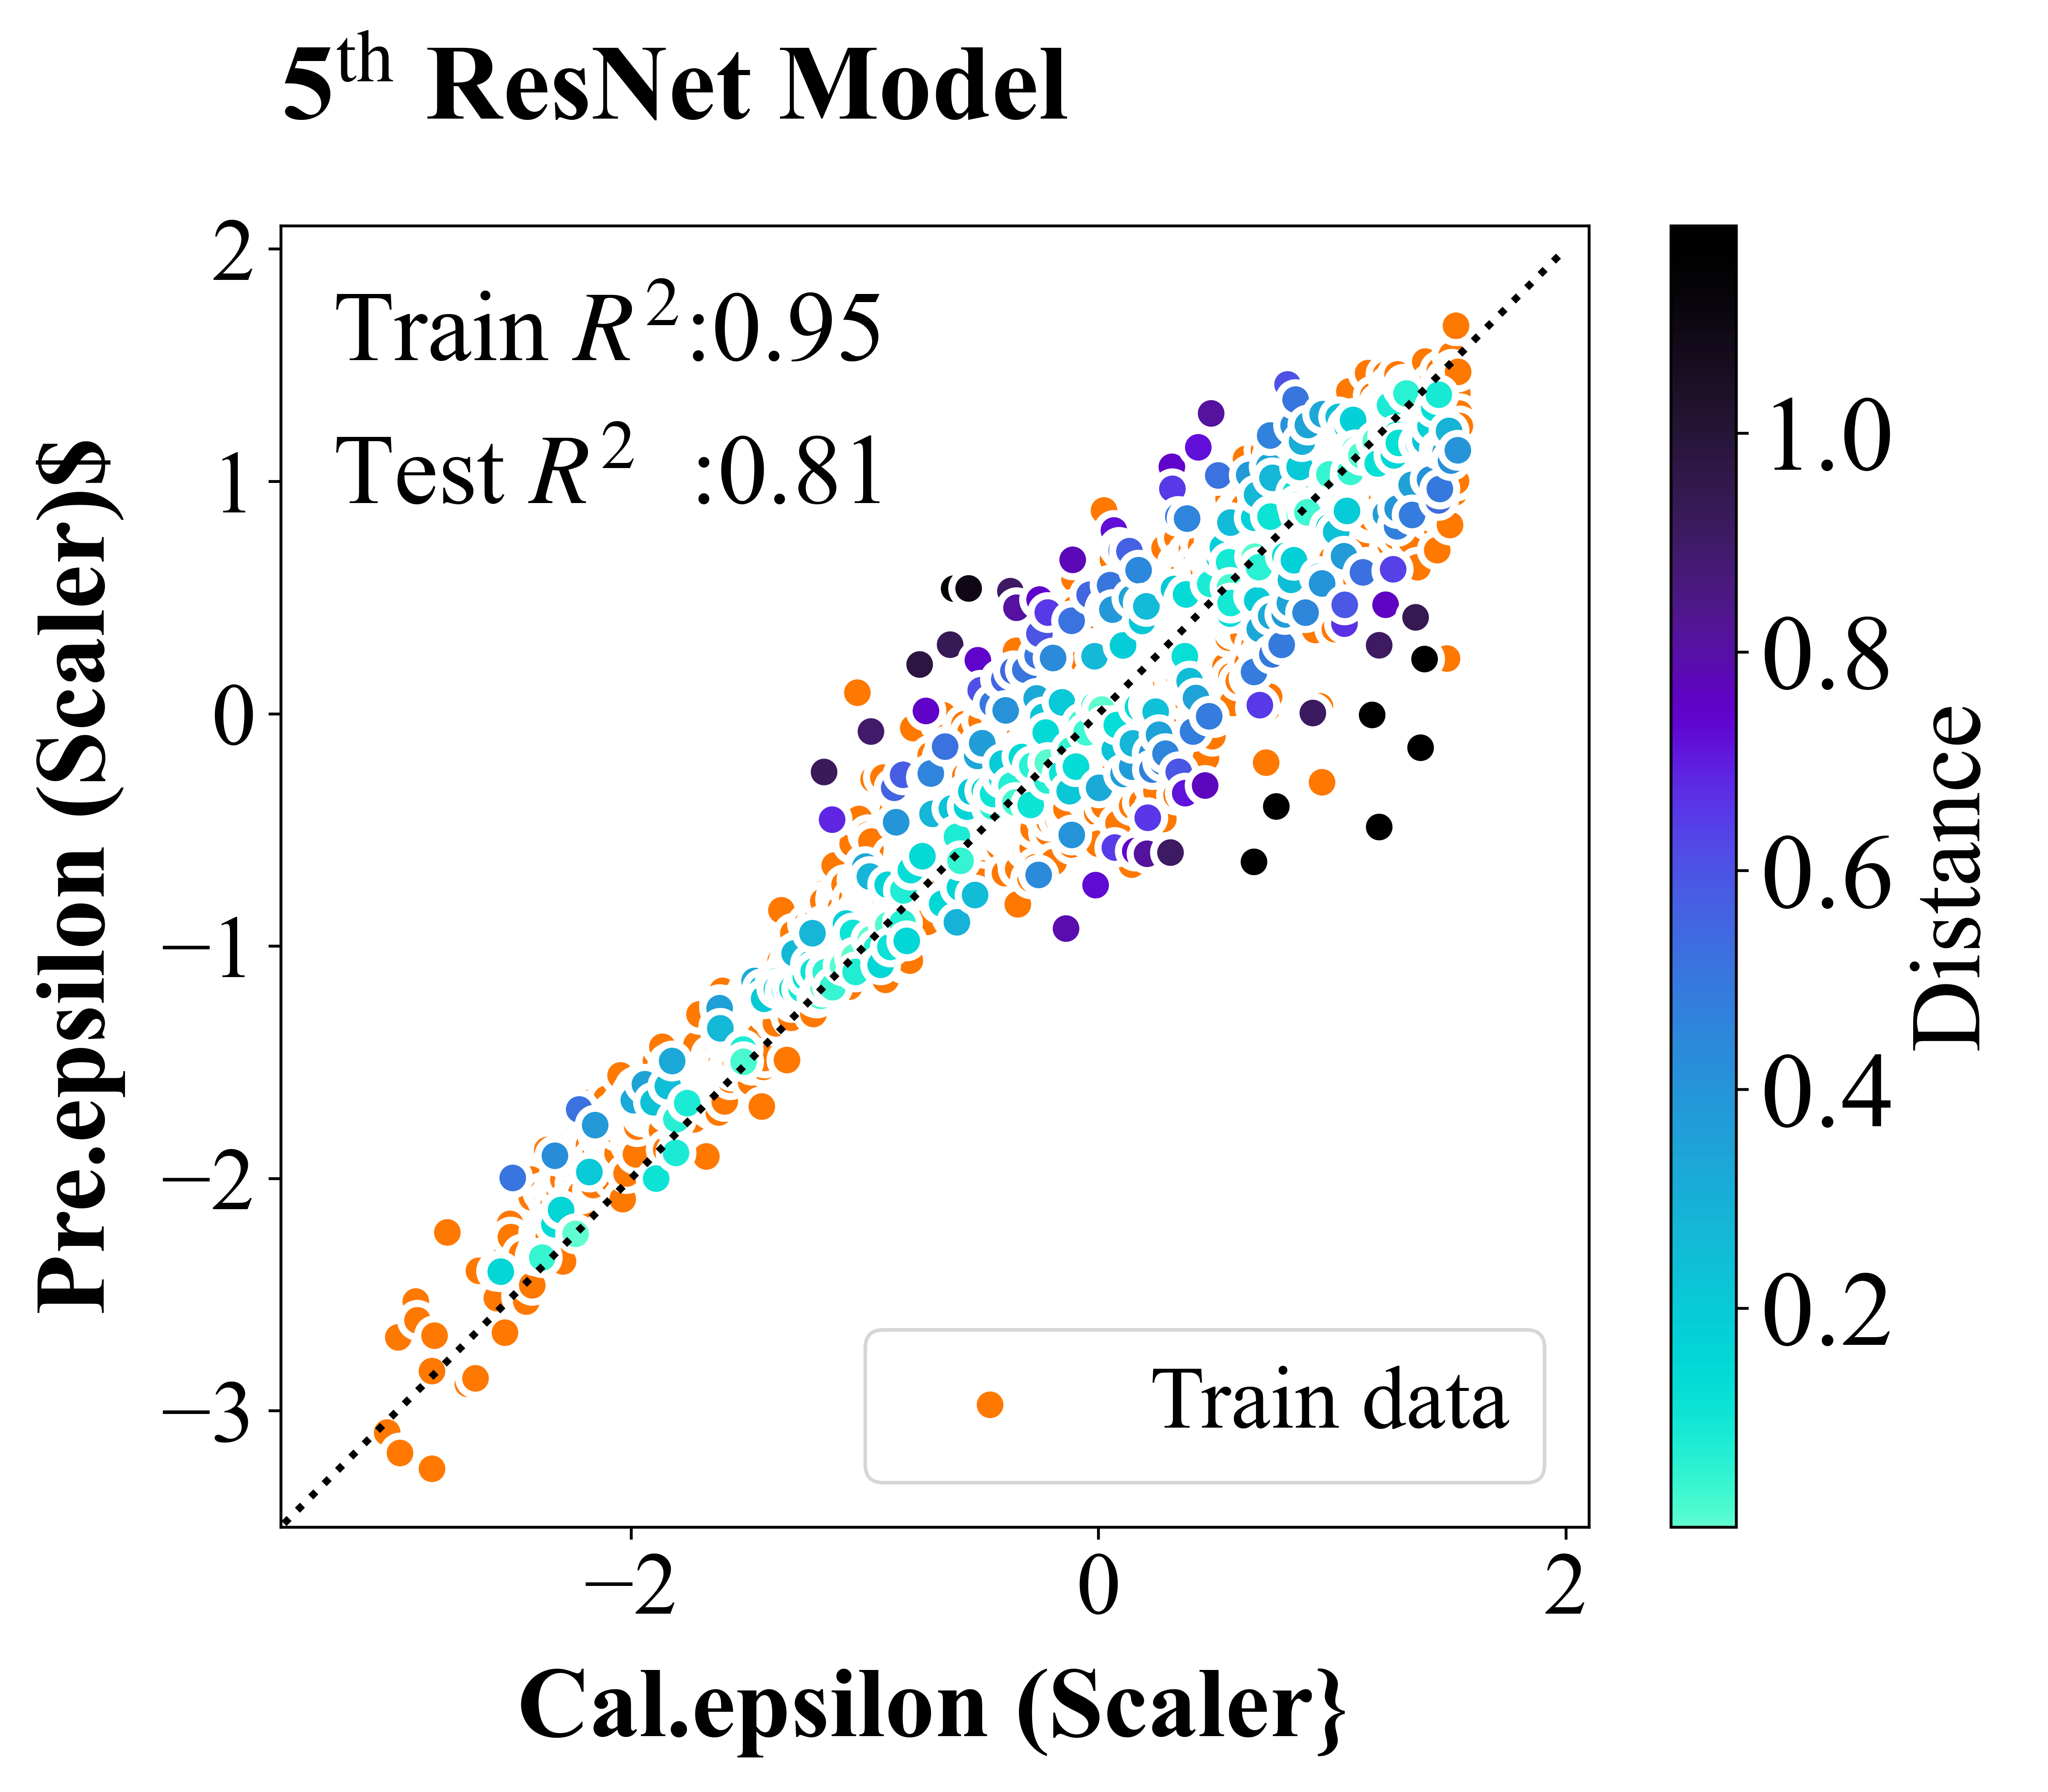 5th ResNet Model
Train R2:0.95
Test R2 :0.81
2
1
0
−1
−2
−3
Pre.epsilon (Scaler)$
Train data
−2 0 2
Cal.epsilon (Scaler}
1.0
0.8
0.6
0.4
0.2
Distance